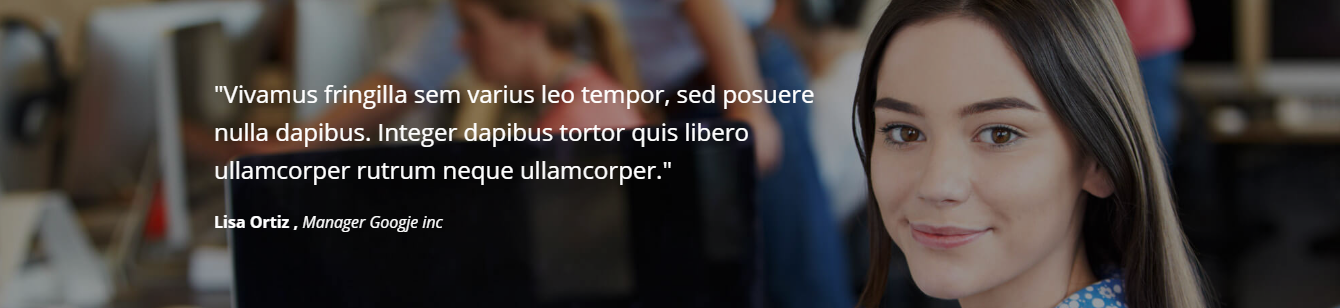 "Vivamus fringilla sem varius leo tempor, sed posuere
nulla dapibus. Integer dapibus tortor quis libero
ullamcorper rutrum neque ullamcorper."
Lisa Ortiz , Manager Googje inc